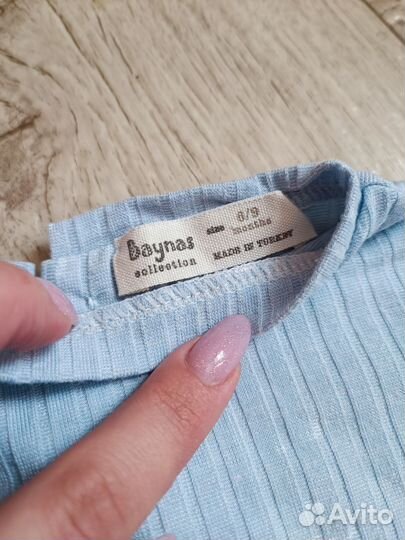 Baynas
collection
size 6/9
months
MADE IN TURKEY
Avito